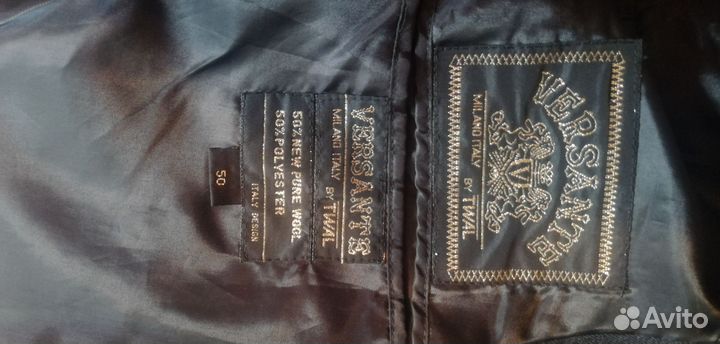 VERSANTE
MILANO ITALY
BY TWAL
VERSANTE
MILANO ITALY BY TWAL
50% NEW PURE WOOL
50% POLYESTER
ITALY DESIGN
50
Avito